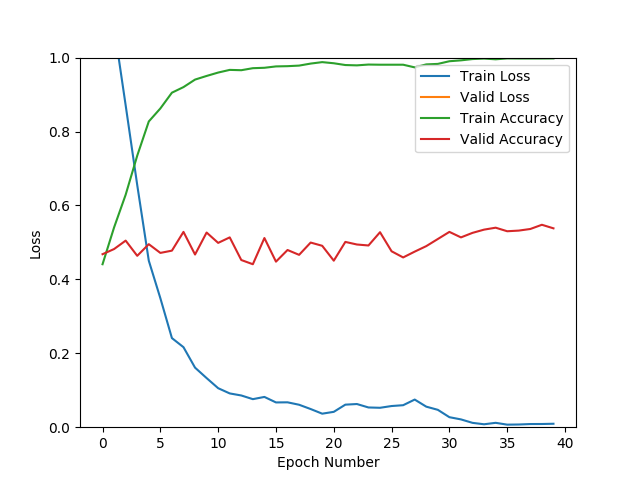 1.0
0.8
0.6
0.4
0.2
0.0
Loss
0 5 10 15 20 25 30 35 40
Epoch Number
Train Loss
Valid Loss
Train Accuracy
Valid Accuracy